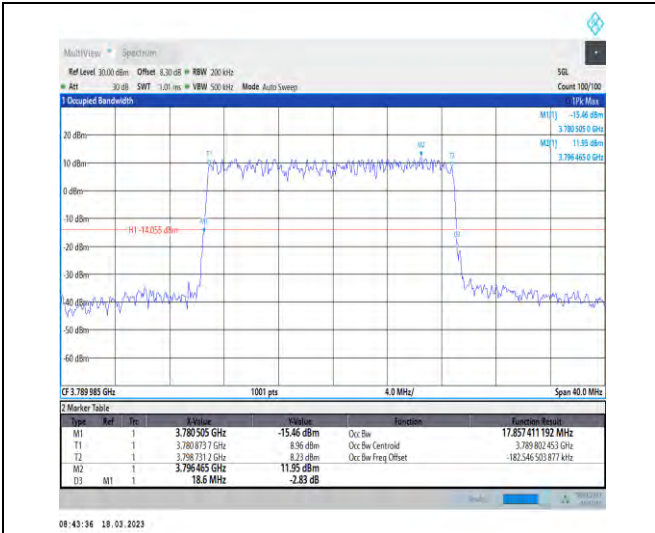 MultiView Spectrum
Ref Level 30.00 dBm Offset 8.30 dB RBW 200 kHz SGL
Att 30 dB SWT 1.01 ms VBW 500 kHz Mode Auto Sweep Count 100/100
1 Occupied Bandwidth 1Pk Max
M1[1] -15.46 dBm
3.780 505 0 GHz
M2[1] 11.95 dBm
3.796 465 0 GHz
20 dBm
M2
T1
T2
10 dBm
0 dBm
-10 dBm
M1
H1 -14.055 dBm
D3
-20 dBm
-30 dBm
-40 dBm
-50 dBm
-60 dBm
CF 3.789 985 GHz 1001 pts 4.0 MHz/ Span 40.0 MHz
2 Marker Table
Type Ref Trc X-Value Y-Value Function Function Result
M1 1 3.780 505 GHz -15.46 dBm Occ Bw 17.857 411 192 MHz
T1 1 3.780 873 7 GHz 8.96 dBm Occ Bw Centroid 3.789 802 453 GHz
T2 1 3.798 731 2 GHz 8.23 dBm Occ Bw Freq Offset -182.546 503 877 kHz
M2 1 3.796 465 GHz 11.95 dBm
D3 M1 1 18.6 MHz -2.83 dB
08:43:36 18.03.2023